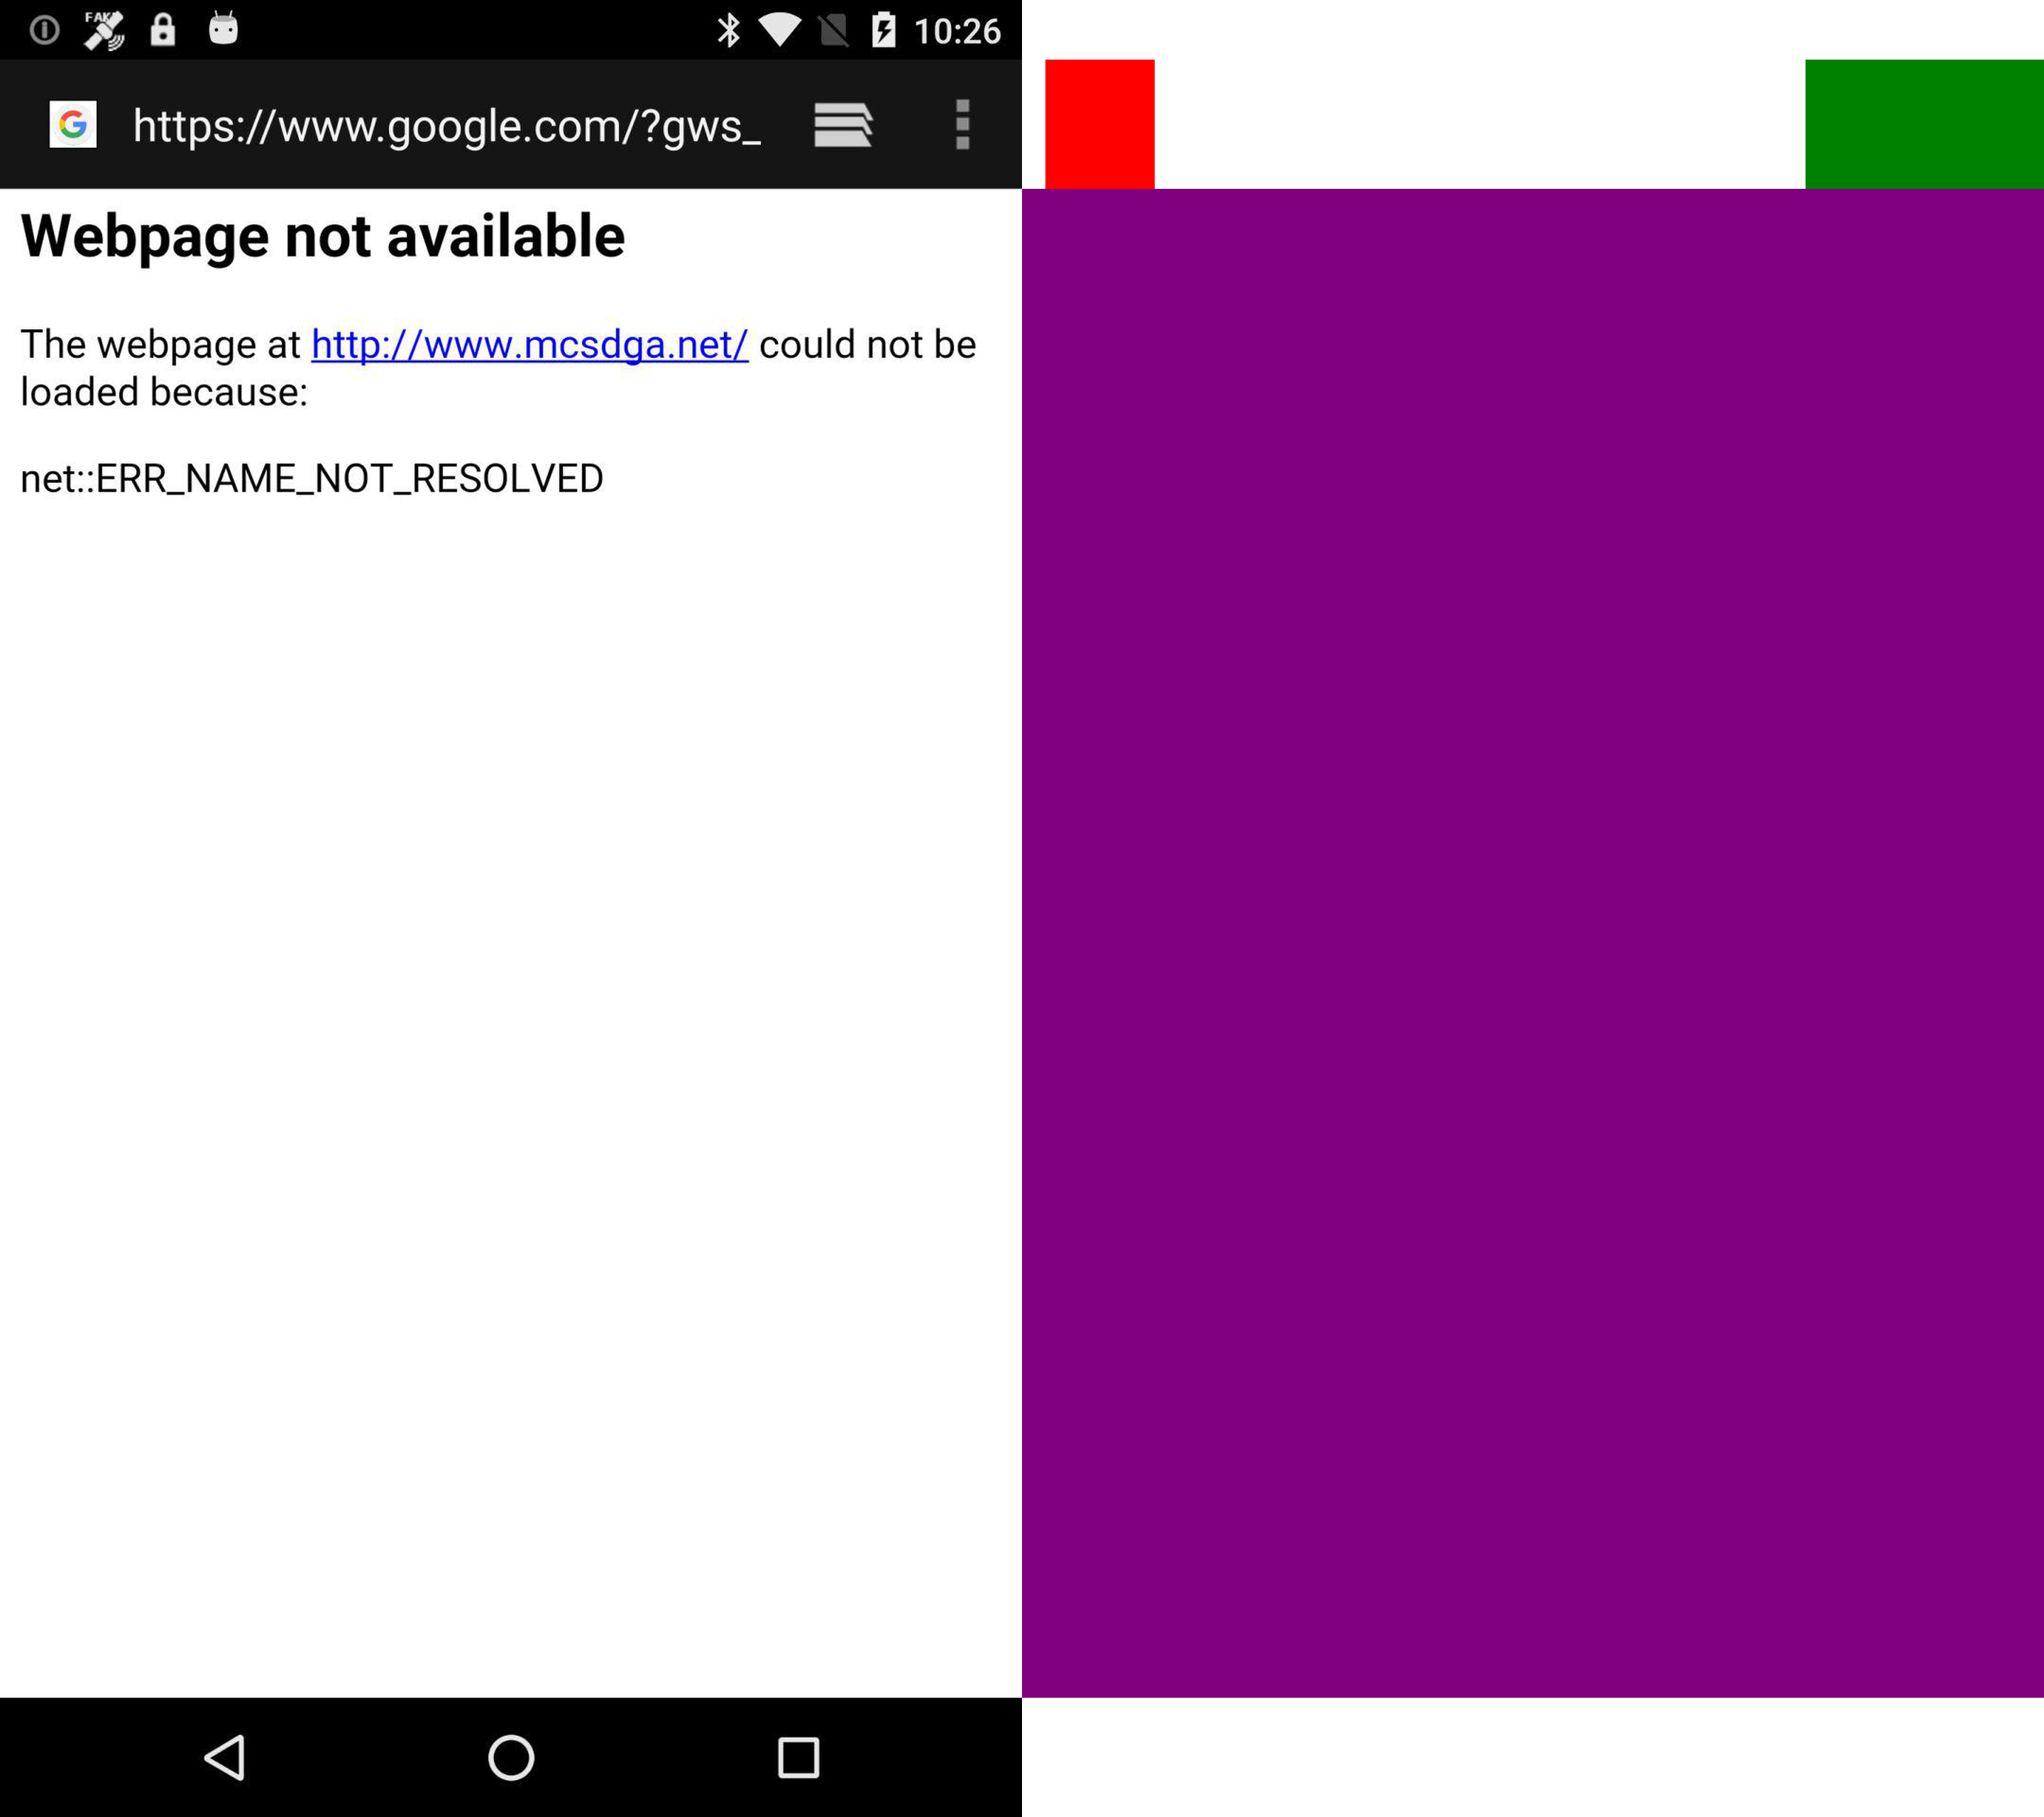 10:26
https://www.google.com/?gws_
Webpage not available
The webpage at http://www.mcsdga.net/ could not be
loaded because:
net::ERR_NAME_NOT_RESOLVED